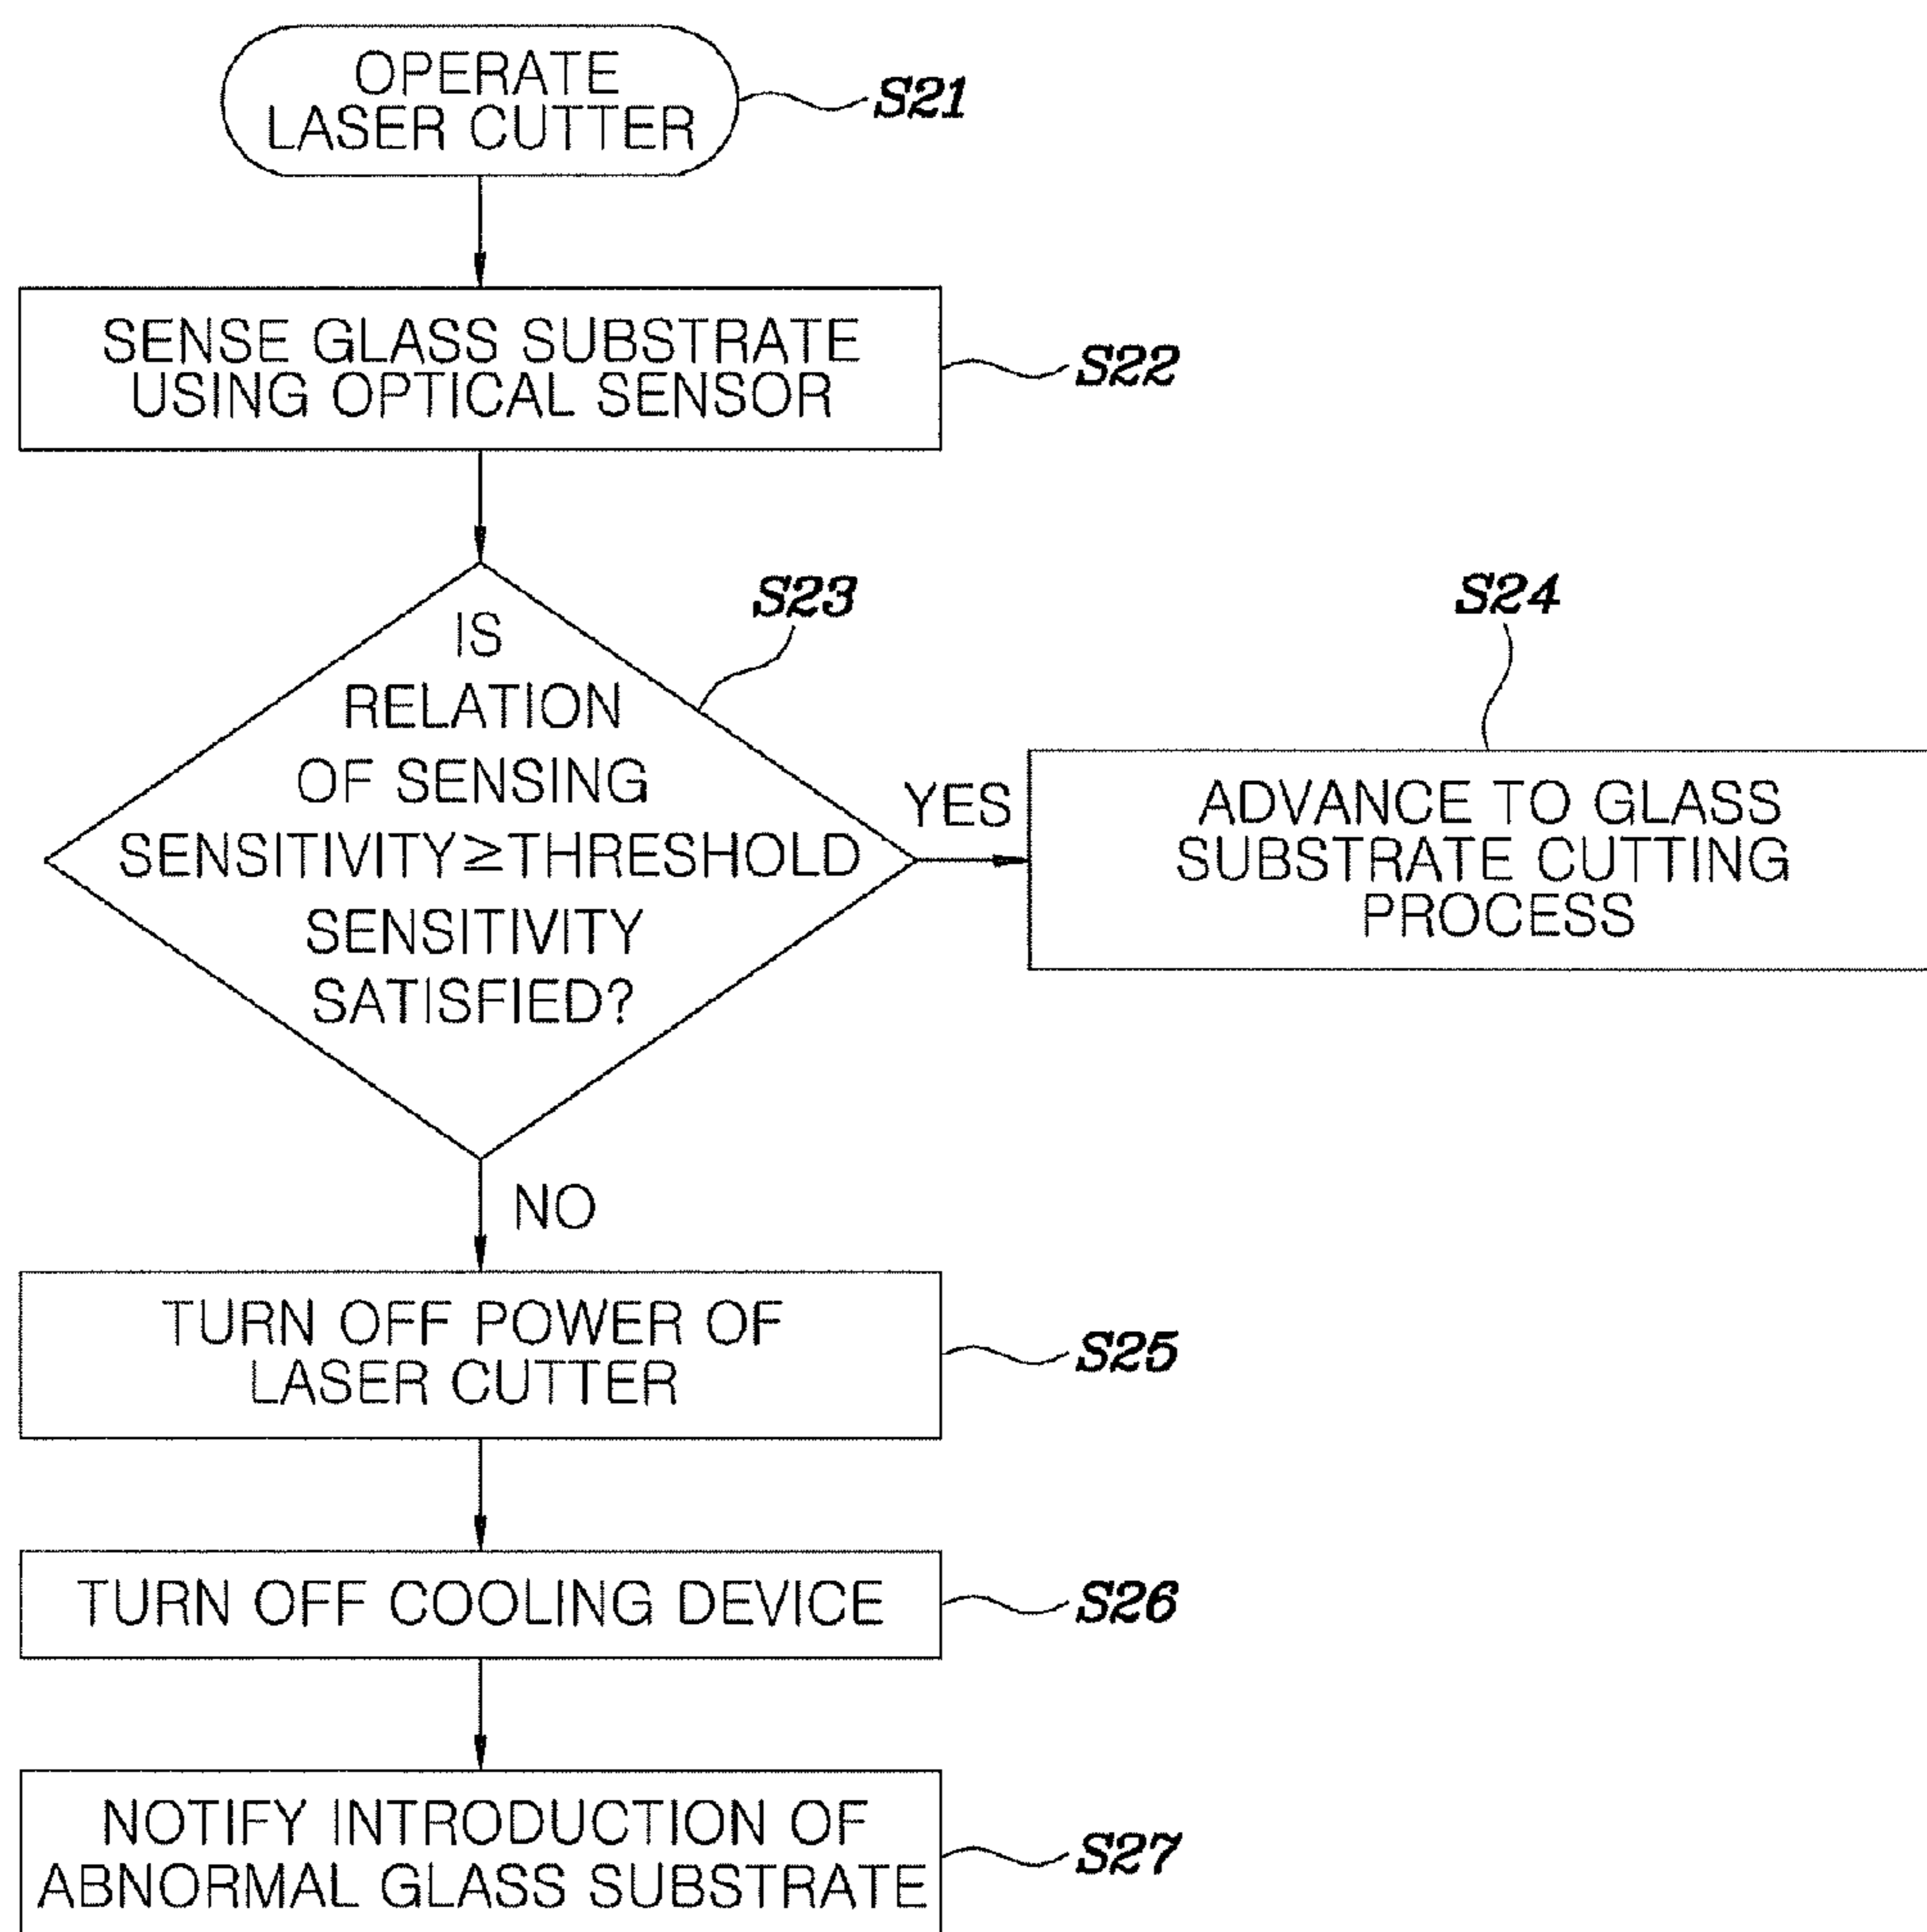 OPERATE
LASER CUTTER
S21
SENSE GLASS SUBSTRATE
USING OPTICAL SENSOR
S22
IS
RELATION
OF SENSING
SENSITIVITY≥THRESHOLD
SENSITIVITY
SATISFIED?
S23
YES
S24
ADVANCE TO GLASS
SUBSTRATE CUTTING
PROCESS
NO
TURN OFF POWER OF
LASER CUTTER
S25
TURN OFF COOLING DEVICE
S26
NOTIFY INTRODUCTION OF
ABNORMAL GLASS SUBSTRATE
S27